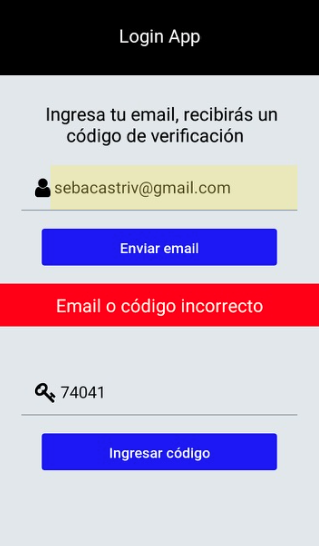 Login App
Ingresa tu email, recibirás un
código de verificación
sebacastriv@gmail.com
Enviar email
Email o código incorrecto
74041
Ingresar código